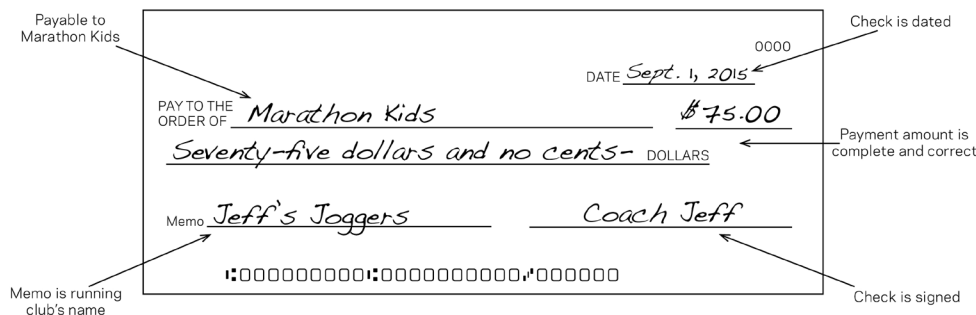 Payable to
Marathon Kids
Check is dated
0000
DATE Sept. 1, 2015
PAY TO THE
ORDER OF Marathon Kids $75.00
Seventy-five dollars and no cents- DOLLARS
Payment amount is
complete and correct
Memo Jeff's Joggers Coach Jeff
⑆000000000⑆0000000000⑈000000
Memo is running
club's name
Check is signed